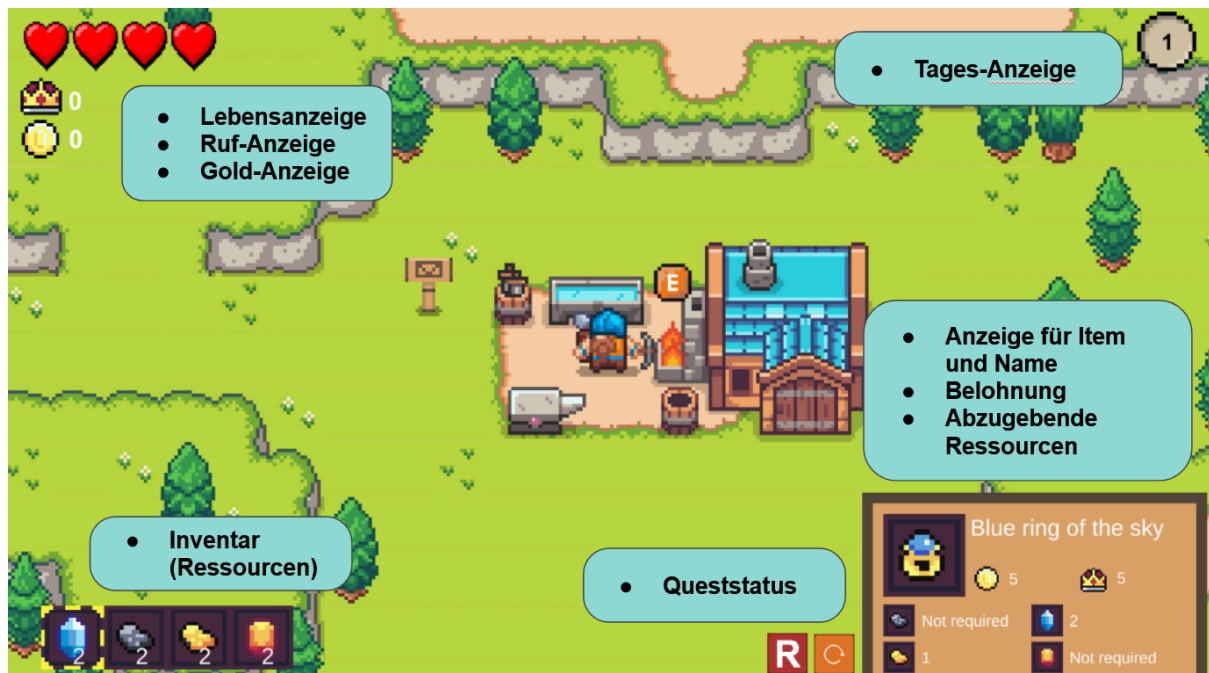 1
0
0
● Lebensanzeige
● Ruf-Anzeige
● Gold-Anzeige
● Tages-Anzeige
E
● Anzeige für Item
und Name
● Belohnung
● Abzugebende
Ressourcen
● Inventar
(Ressourcen)
2
2
2
2
● Queststatus
R
Blue ring of the sky
5
5
Not required
2
1
Not required